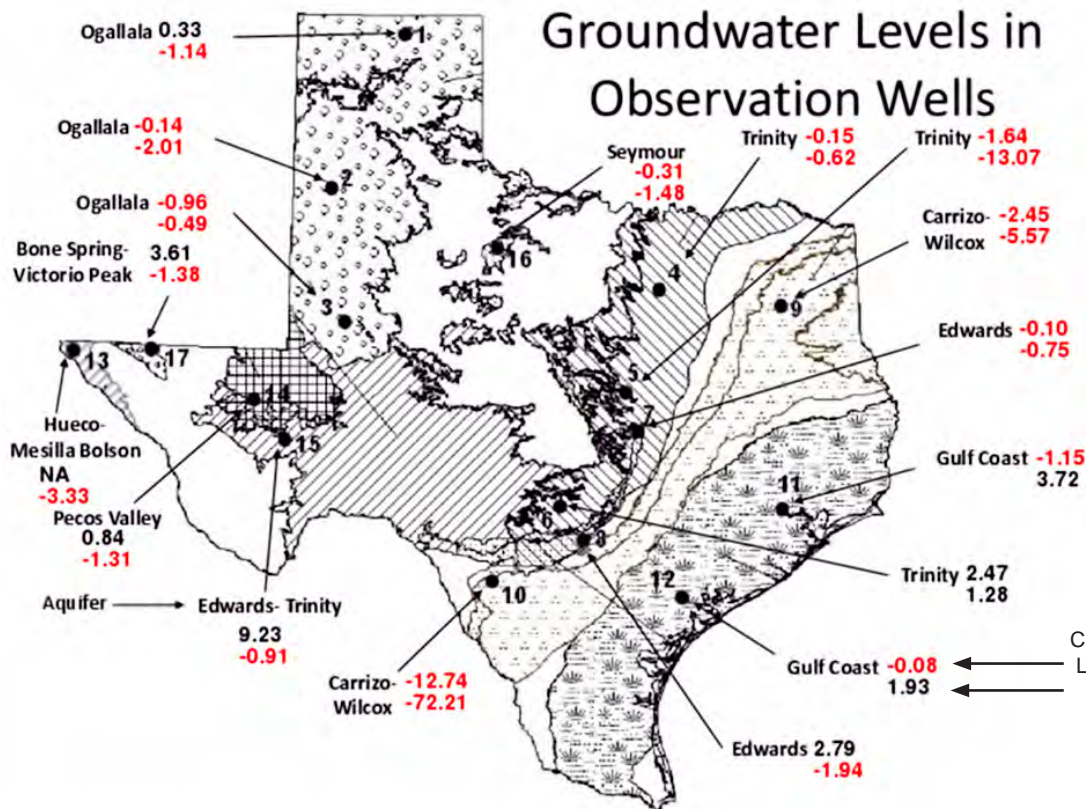 Groundwater Levels in
Observation Wells
Ogallala 0.33
-1.14
1
Ogallala -0.14
-2.01
2
Ogallala -0.96
-0.49
3
Bone Spring-
Victorio Peak
3.61
-1.38
17
Seymour
-0.31
-1.48
16
Trinity -0.15
-0.62
4
Trinity -1.64
-13.07
5
Carrizo-
Wilcox
-2.45
-5.57
9
Edwards -0.10
-0.75
7
13
Hueco-
Mesilla Bolson
NA
-3.33
14
Pecos Valley
0.84
-1.31
15
Aquifer
Edwards- Trinity
9.23
-0.91
Gulf Coast -1.15
3.72
11
6
Trinity 2.47
1.28
8
10
Carrizo-
Wilcox
-12.74
-72.21
12
Gulf Coast -0.08
1.93
C
L
Edwards 2.79
-1.94